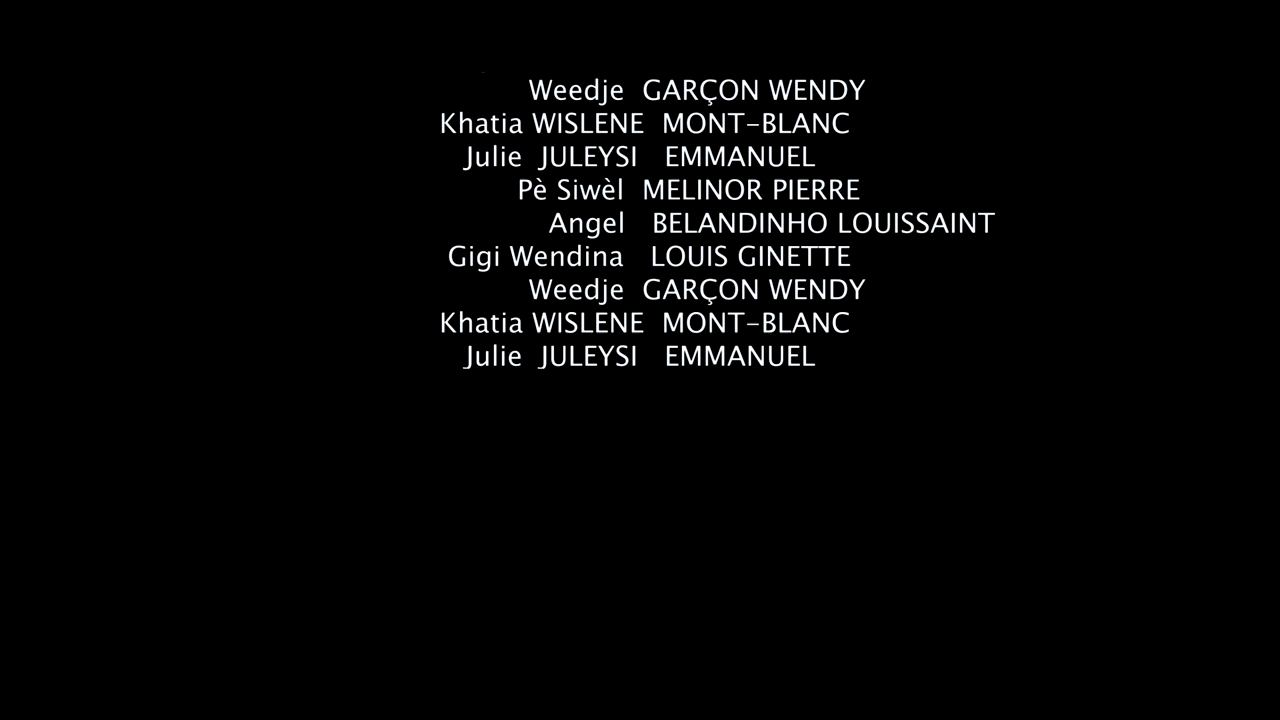 Weedje GARÇON WENDY
Khatia WISLENE MONT-BLANC
Julie JULEYSI EMMANUEL
Pè Siwèl MELINOR PIERRE
Angel BELANDINHO LOUISSAINT
Gigi Wendina LOUIS GINETTE
Weedje GARÇON WENDY
Khatia WISLENE MONT-BLANC
Julie JULEYSI EMMANUEL